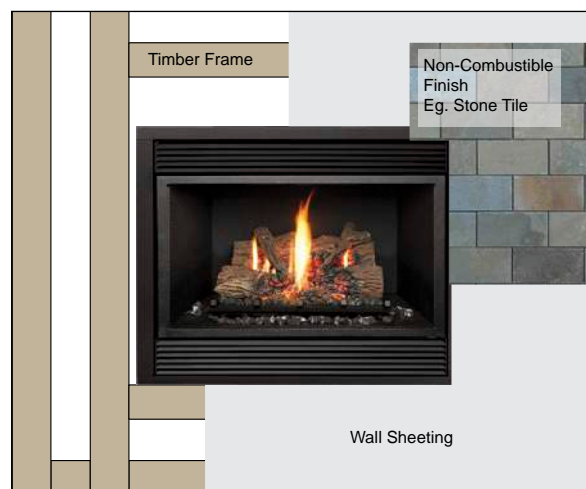 Timber Frame
Non-Combustible
Finish
Eg. Stone Tile
Wall Sheeting